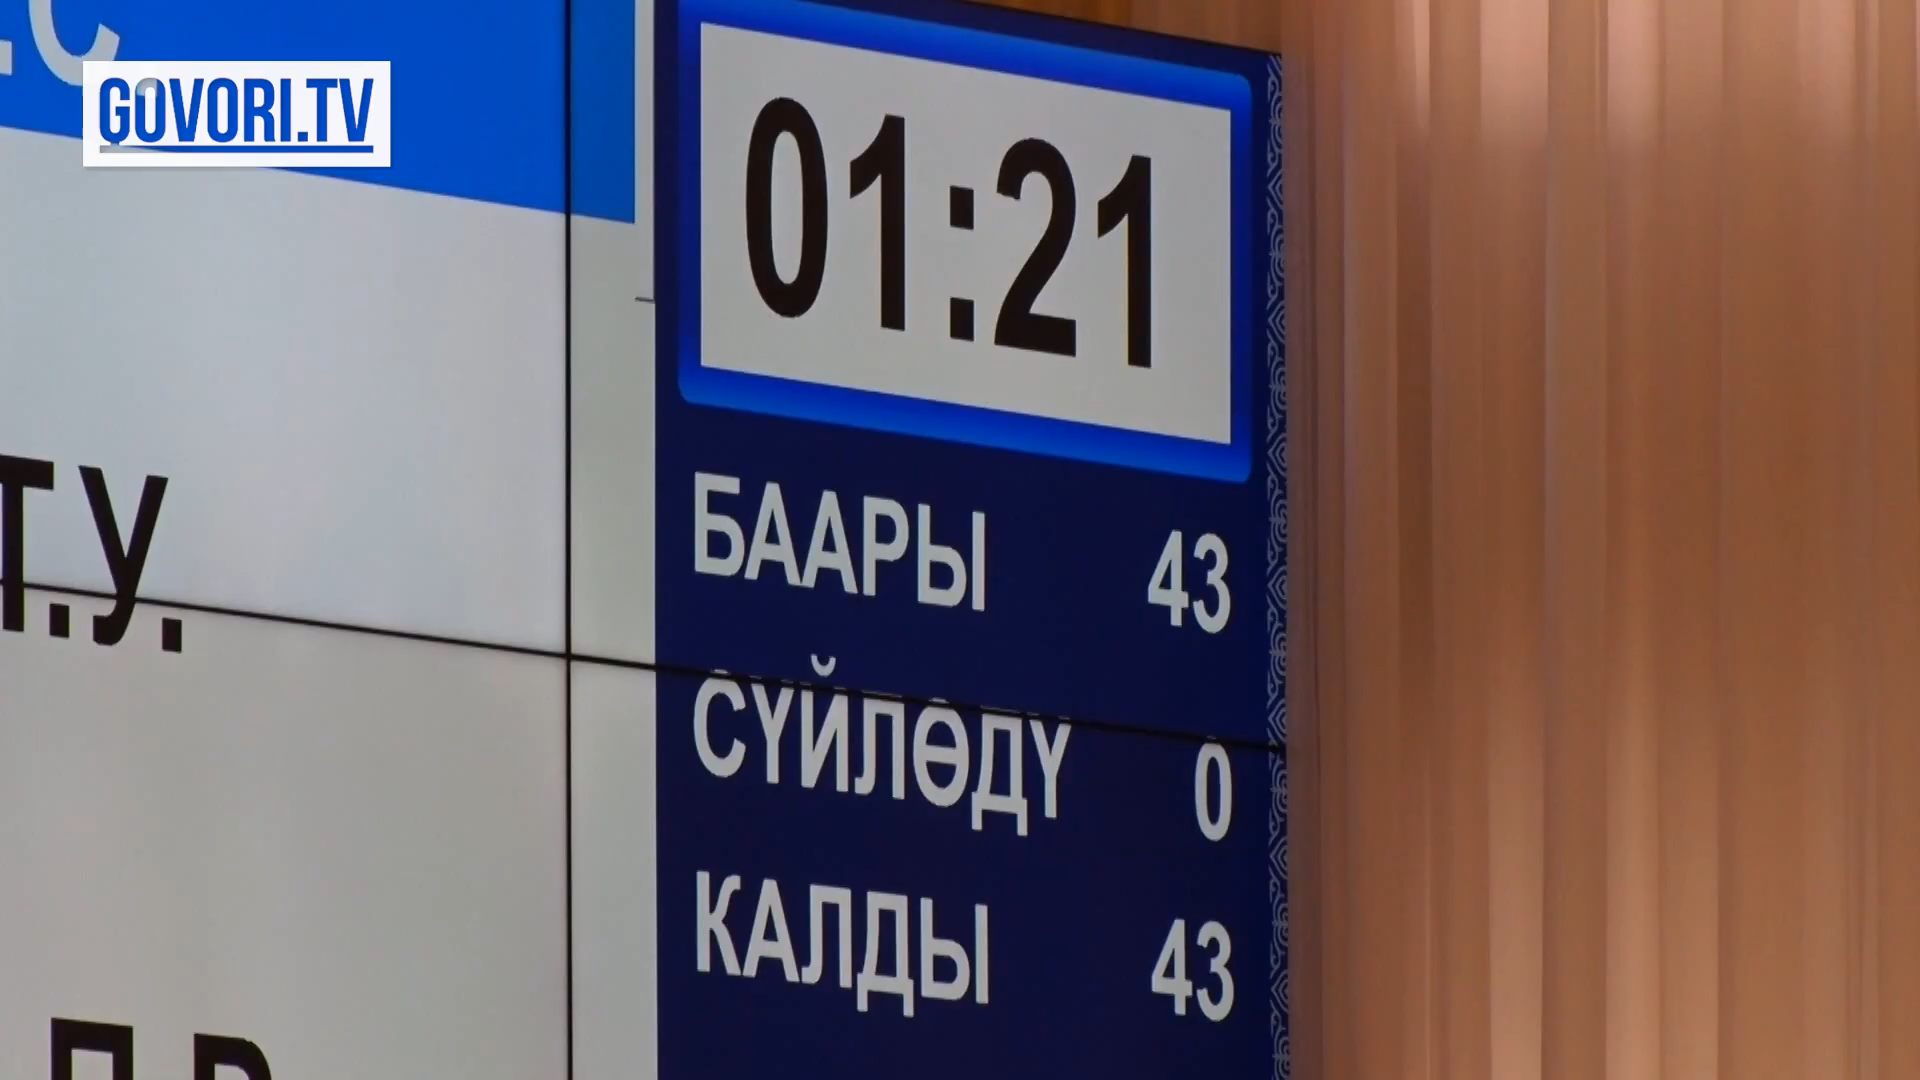 GOVORI.TV
01:21
Т.У.
БААРЫ 43
СҮЙЛӨДҮ 0
КАЛДЫ 43